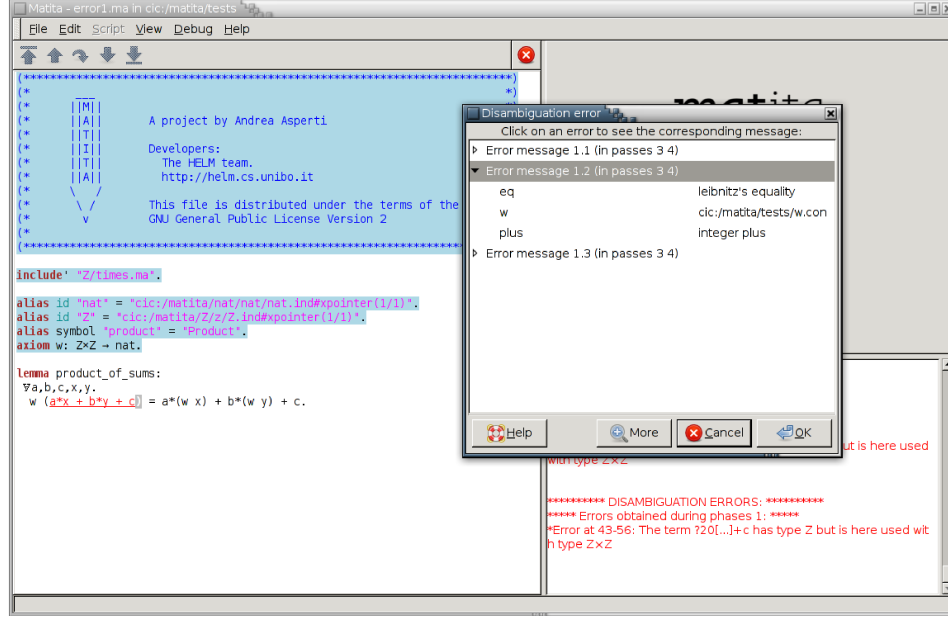 Matita - error1.ma in cic:/matita/tests
File Edit Script View Debug Help
(**************************************************************************)
(*       ___                                                              *)
(*      ||M||
(*      ||A||       A project by Andrea Asperti
(*      ||T||
(*      ||I||       Developers:
(*      ||T||         The HELM team.
(*      ||A||         http://helm.cs.unibo.it
(*      \   /
(*       \ /        This file is distributed under the terms of the
(*        v         GNU General Public License Version 2
(*
(**************************************************************************
include' "Z/times.ma".
alias id "nat" = "cic:/matita/nat/nat/nat.ind#xpointer(1/1)".
alias id "Z" = "cic:/matita/Z/z/Z.ind#xpointer(1/1)".
alias symbol "product" = "Product".
axiom w: Z×Z → nat.
lemma product_of_sums:
∀a,b,c,x,y.
w (a*x + b*y + c) = a*(w x) + b*(w y) + c.
matita
Disambiguation error
Click on an error to see the corresponding message:
Error message 1.1 (in passes 3 4)
Error message 1.2 (in passes 3 4)
eq leibnitz's equality
w cic:/matita/tests/w.con
plus integer plus
Error message 1.3 (in passes 3 4)
Help More Cancel OK
ut is here used
with type Z×Z
********** DISAMBIGUATION ERRORS: **********
***** Errors obtained during phases 1: *****
*Error at 43-56: The term ?20[...]+c has type Z but is here used wit
h type Z×Z